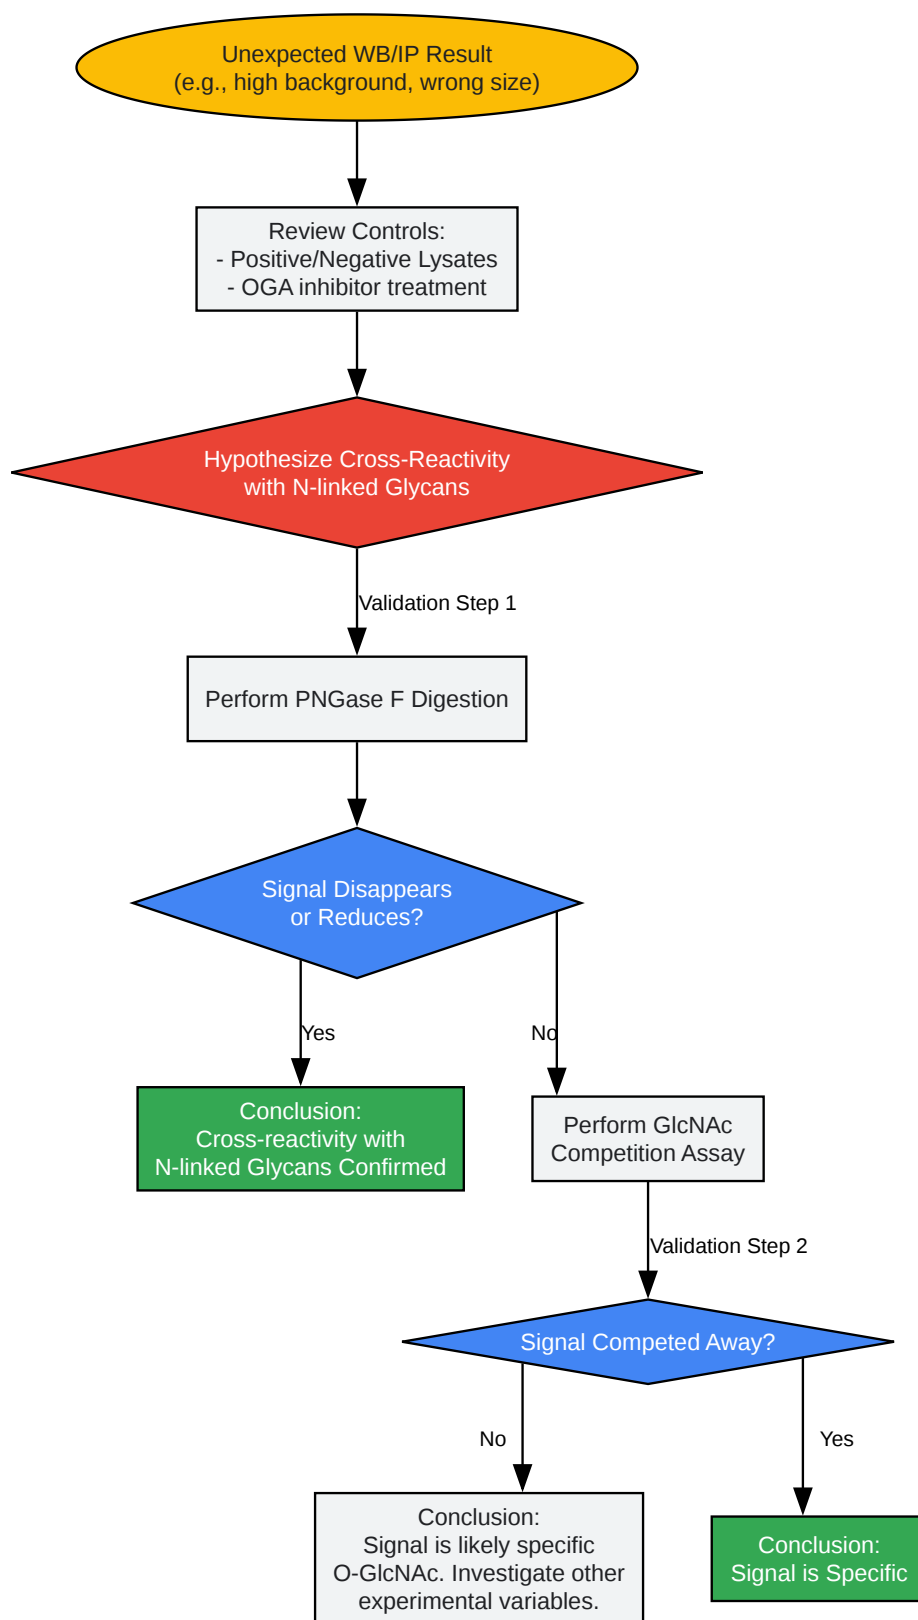 Unexpected WB/IP Result
(e.g., high background, wrong size)
Review Controls:
- Positive/Negative Lysates
- OGA inhibitor treatment
Hypothesize Cross-Reactivity
with N-linked Glycans
Validation Step 1
Perform PNGase F Digestion
Signal Disappears
or Reduces?
Yes
No
Conclusion:
Cross-reactivity with
N-linked Glycans Confirmed
Perform GlcNAc
Competition Assay
Validation Step 2
Signal Competed Away?
No
Yes
Conclusion:
Signal is likely specific
O-GlcNAc. Investigate other
experimental variables.
Conclusion:
Signal is Specific